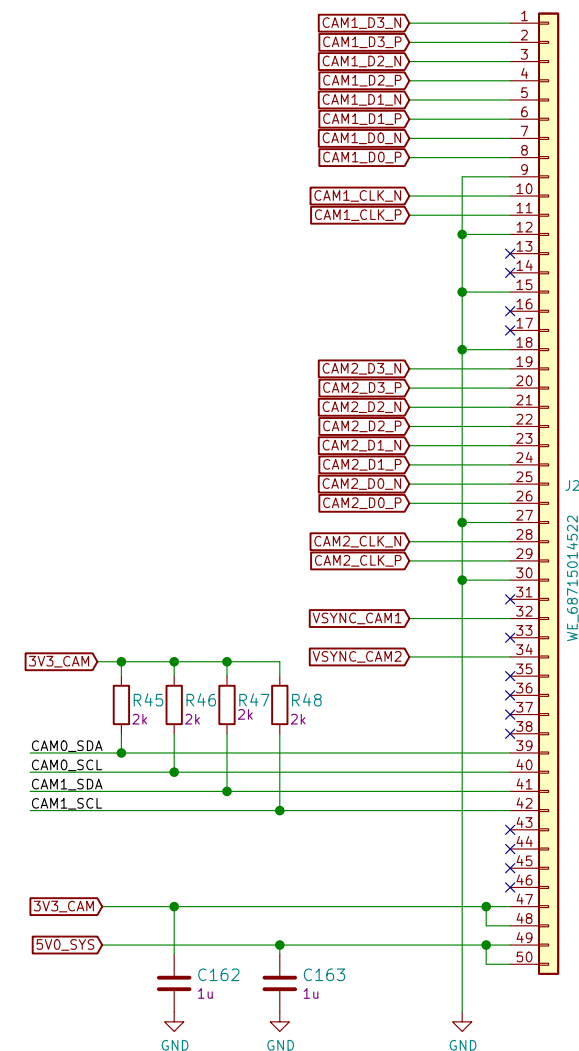 CAM1_D3_N 1
CAM1_D3_P 2
CAM1_D2_N 3
CAM1_D2_P 4
CAM1_D1_N 5
CAM1_D1_P 6
CAM1_D0_N 7
CAM1_D0_P 8
9
CAM1_CLK_N 10
CAM1_CLK_P 11
12
13
14
15
16
17
18
CAM2_D3_N 19
CAM2_D3_P 20
CAM2_D2_N 21
CAM2_D2_P 22
CAM2_D1_N 23
CAM2_D1_P 24
CAM2_D0_N 25
CAM2_D0_P 26
27
CAM2_CLK_N 28
CAM2_CLK_P 29
30
31
VSYNC_CAM1 32
33
VSYNC_CAM2 34
35
36
37
38
J2
WE_68715014522
3V3_CAM
R45 R46 R47 R48
2k 2k 2k 2k
CAM0_SDA 39
CAM0_SCL 40
CAM1_SDA 41
CAM1_SCL 42
43
44
45
46
3V3_CAM 47
48
5V0_SYS 49
50
C162 C163
1u 1u
GND GND GND